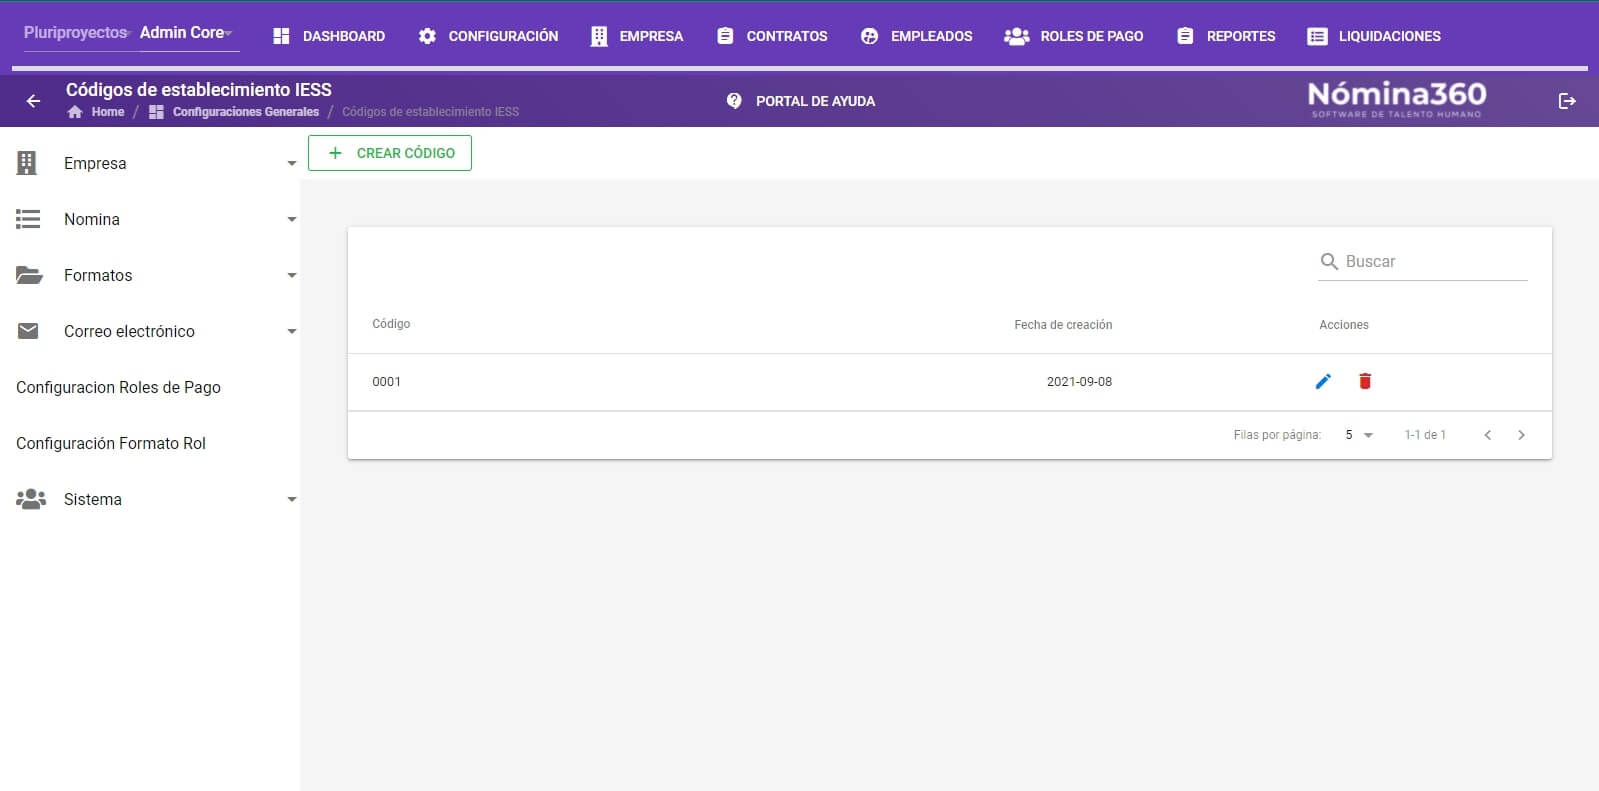 Pluriproyectos
Admin Core
DASHBOARD
CONFIGURACIÓN
EMPRESA
CONTRATOS
EMPLEADOS
ROLES DE PAGO
REPORTES
LIQUIDACIONES
Códigos de establecimiento IESS
Home / Configuraciones Generales / Códigos de establecimiento IESS
PORTAL DE AYUDA
Nómina360
SOFTWARE DE TALENTO HUMANO
Empresa
Nomina
Formatos
Correo electrónico
Configuracion Roles de Pago
Configuración Formato Rol
Sistema
+ CREAR CÓDIGO
Buscar
Código Fecha de creación Acciones
0001 2021-09-08
Filas por página: 5 1-1 de 1